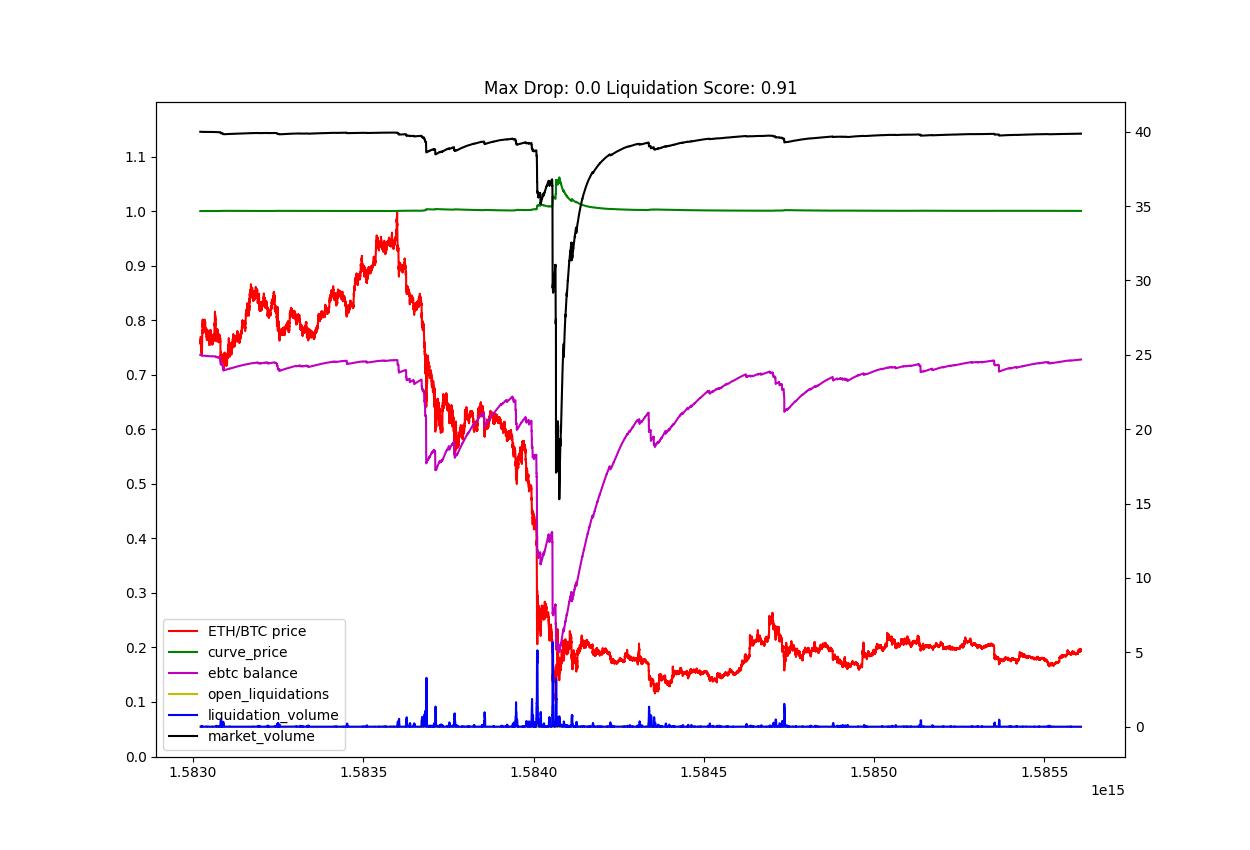 Max Drop: 0.0 Liquidation Score: 0.91
1.1
1.0
0.9
0.8
0.7
0.6
0.5
0.4
0.3
0.2
0.1
0.0
40
35
30
25
20
15
10
5
0
ETH/BTC price
curve_price
ebtc balance
open_liquidations
liquidation_volume
market_volume
1.5830 1.5835 1.5840 1.5845 1.5850 1.5855
1e15